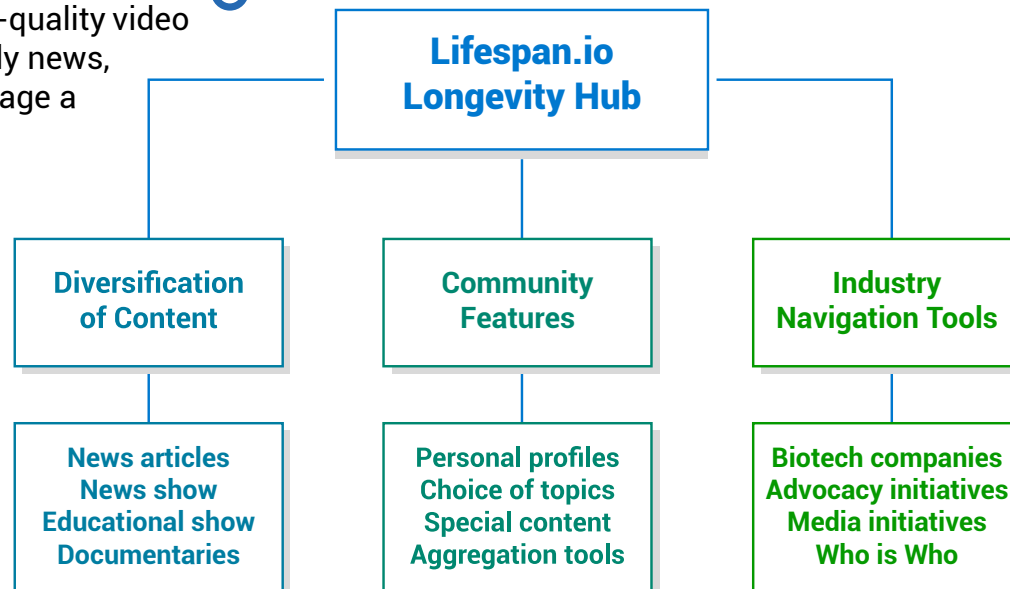 -quality video
ly news,
age a
Lifespan.io
Longevity Hub
Diversification
of Content
Community
Features
Industry
Navigation Tools
News articles
News show
Educational show
Documentaries
Personal profiles
Choice of topics
Special content
Aggregation tools
Biotech companies
Advocacy initiatives
Media initiatives
Who is Who